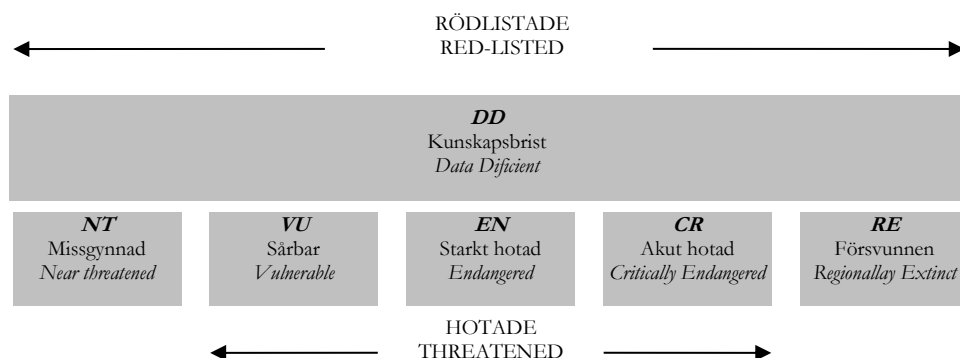 RÖDLISTADE
RED-LISTED
DD
Kunskapsbrist
Data Dificient
NT
Missgynnad
Near threatened
VU
Sårbar
Vulnerable
EN
Starkt hotad
Endangered
CR
Akut hotad
Critically Endangered
RE
Försvunnen
Regionallay Extinct
HOTADE
THREATENED